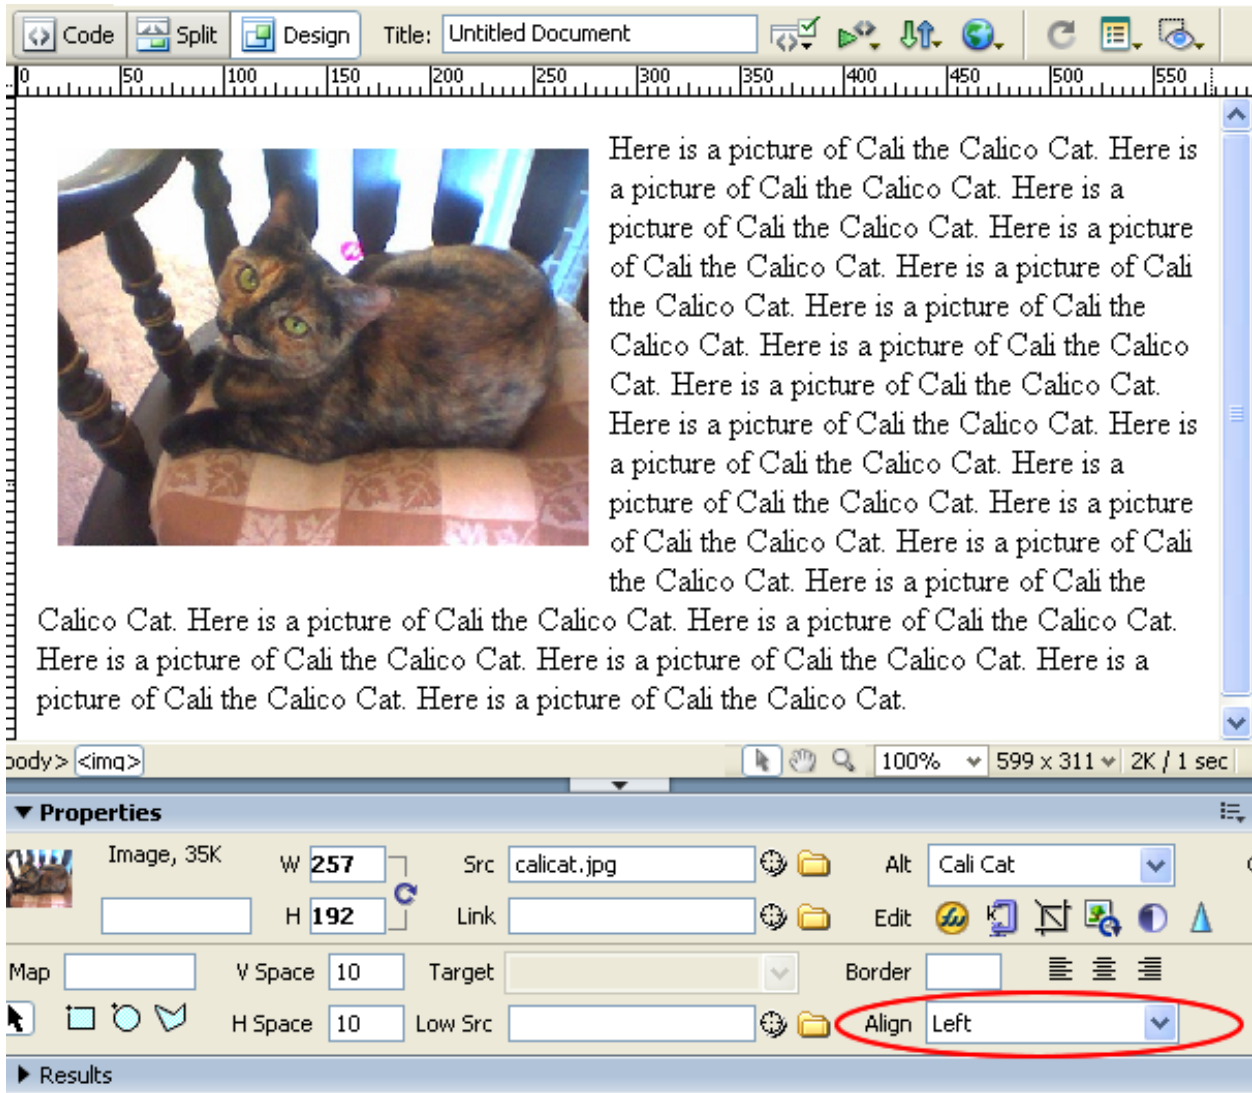 Code Split Design Title: Untitled Document
0 50 100 150 200 250 300 350 400 450 500 550
Here is a picture of Cali the Calico Cat. Here is
a picture of Cali the Calico Cat. Here is a
picture of Cali the Calico Cat. Here is a picture
of Cali the Calico Cat. Here is a picture of Cali
the Calico Cat. Here is a picture of Cali the
Calico Cat. Here is a picture of Cali the Calico
Cat. Here is a picture of Cali the Calico Cat.
Here is a picture of Cali the Calico Cat. Here is
a picture of Cali the Calico Cat. Here is a
picture of Cali the Calico Cat. Here is a picture
of Cali the Calico Cat. Here is a picture of Cali
the Calico Cat. Here is a picture of Cali the
Calico Cat. Here is a picture of Cali the Calico Cat. Here is a picture of Cali the Calico Cat.
Here is a picture of Cali the Calico Cat. Here is a picture of Cali the Calico Cat. Here is a
picture of Cali the Calico Cat. Here is a picture of Cali the Calico Cat.
ody> <img> 100% 599 x 311 2K / 1 sec
Properties
Image, 35K W 257 Src calicat.jpg Alt Cali Cat
H 192 Link Edit
Map V Space 10 Target Border
H Space 10 Low Src Align Left
Results